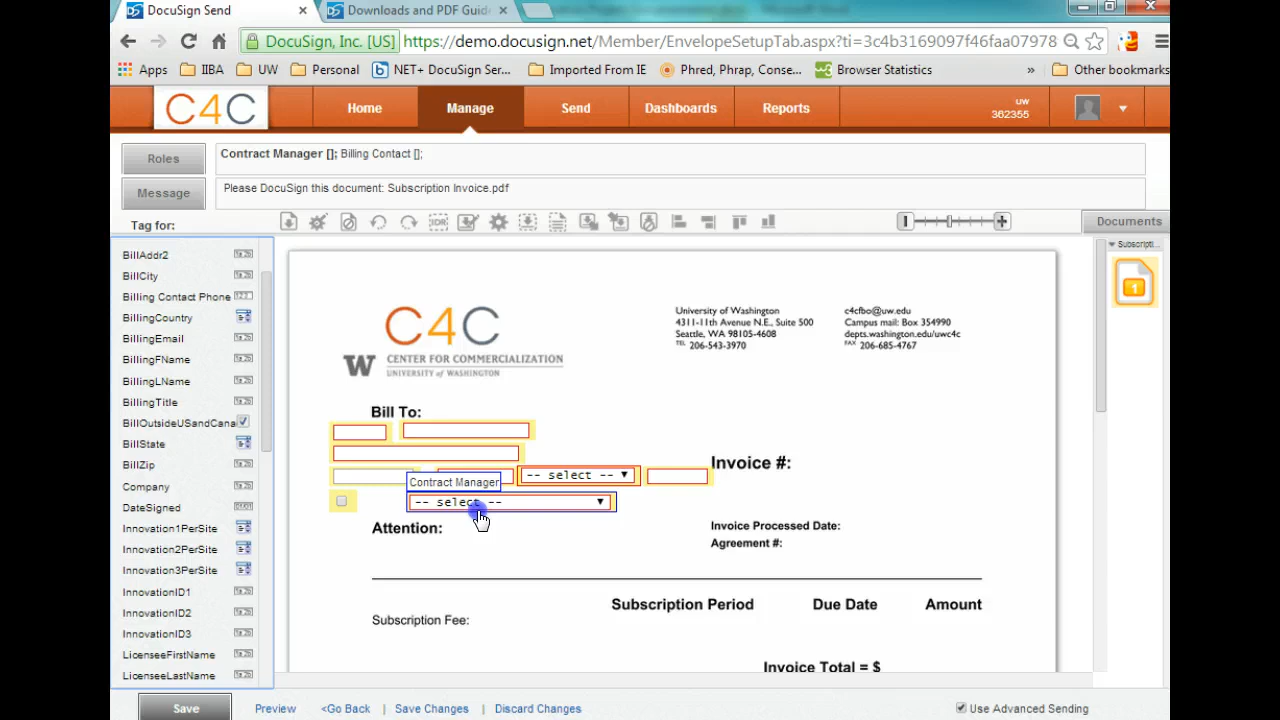 DocuSign Send
Downloads and PDF Guide
DocuSign, Inc. [US]
https://demo.docusign.net/Member/EnvelopeSetupTab.aspx?ti=3c4b3169097f46faa07978
Apps
IIBA
UW
Personal
NET+ DocuSign Ser...
Imported From IE
Phred, Phrap, Conse...
Browser Statistics
»
Other bookmarks
C4C
Home
Manage
Send
Dashboards
Reports
UW
362355
Roles
Contract Manager []; Billing Contact [];
Message
Please DocuSign this document: Subscription Invoice.pdf
Tag for:
Documents
BillAddr2
BillCity
Billing Contact Phone
BillingCountry
BillingEmail
BillingFName
BillingLName
BillingTitle
BillOutsideUSandCana
BillState
BillZip
Company
DateSigned
Innovation1PerSite
Innovation2PerSite
Innovation3PerSite
InnovationID1
InnovationID2
InnovationID3
LicenseeFirstName
LicenseeLastName
C4C
W CENTER FOR COMMERCIALIZATION
UNIVERSITY of WASHINGTON
University of Washington
4311-11th Avenue N.E., Suite 500
Seattle, WA 98105-4608
TEL 206-543-3970
c4cfbo@uw.edu
Campus mail: Box 354990
depts.washington.edu/uwc4c
FAX 206-685-4767
Bill To:
Invoice #:
-- select --
Contract Manager
-- select --
Attention:
Invoice Processed Date:
Agreement #:
Subscription Period
Due Date
Amount
Subscription Fee:
Invoice Total = $
Subscripti...
1
Save
Preview
<Go Back
Save Changes
Discard Changes
Use Advanced Sending